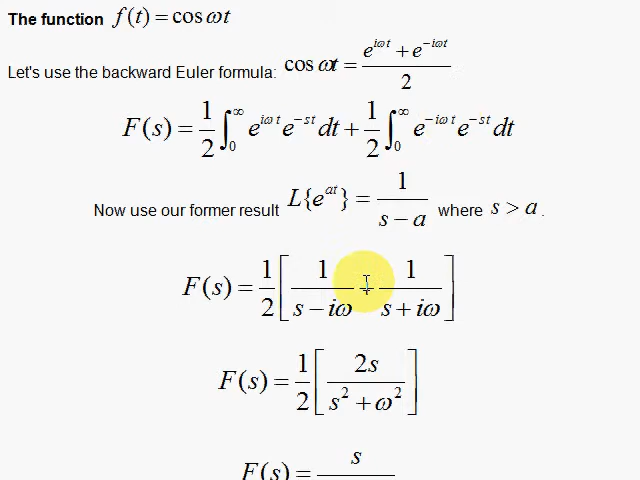 The function f(t) = cos ωt
Let's use the backward Euler formula: cos ωt = (e^{iωt} + e^{-iωt})/2
F(s) = 1/2 ∫_0^∞ e^{iωt} e^{-st} dt + 1/2 ∫_0^∞ e^{-iωt} e^{-st} dt
Now use our former result L{e^{at}} = 1/(s − a) where s > a .
F(s) = 1/2 [ 1/(s − iω) + 1/(s + iω) ]
F(s) = 1/2 [ 2s/(s^2 + ω^2) ]
F(s) = s